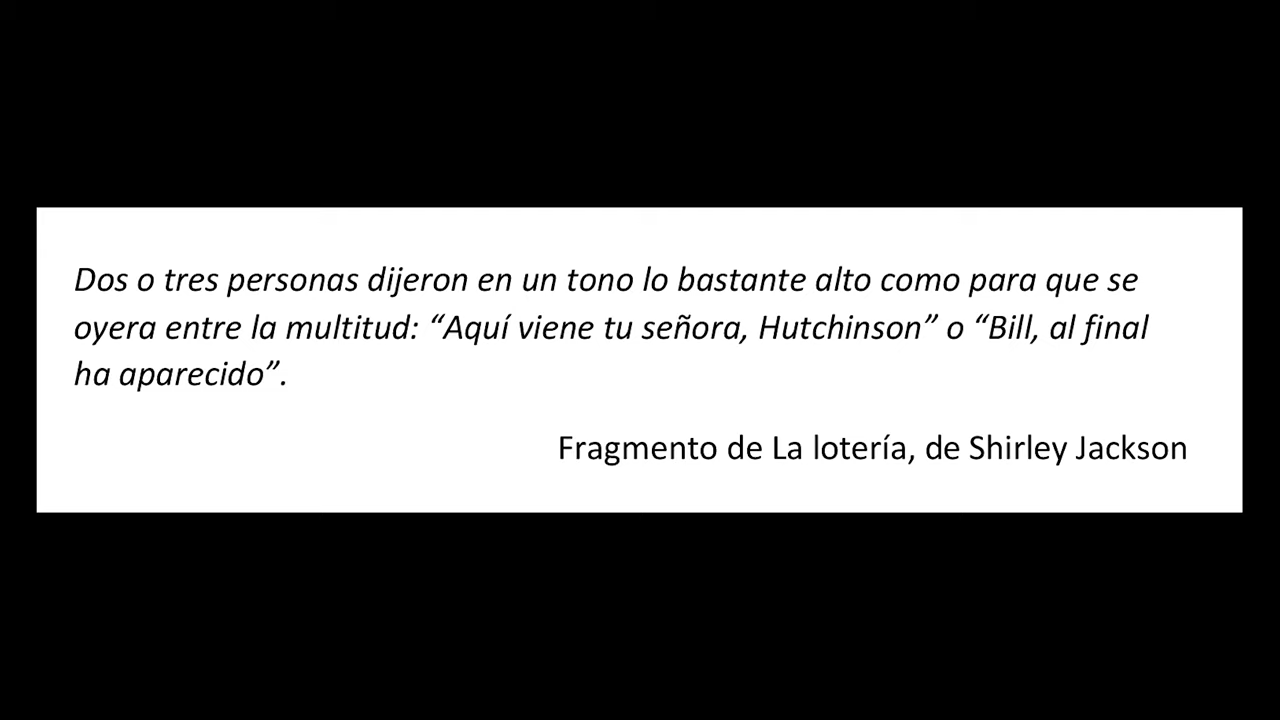 Dos o tres personas dijeron en un tono lo bastante alto como para que se
oyera entre la multitud: “Aquí viene tu señora, Hutchinson” o “Bill, al final
ha aparecido”.
Fragmento de La lotería, de Shirley Jackson